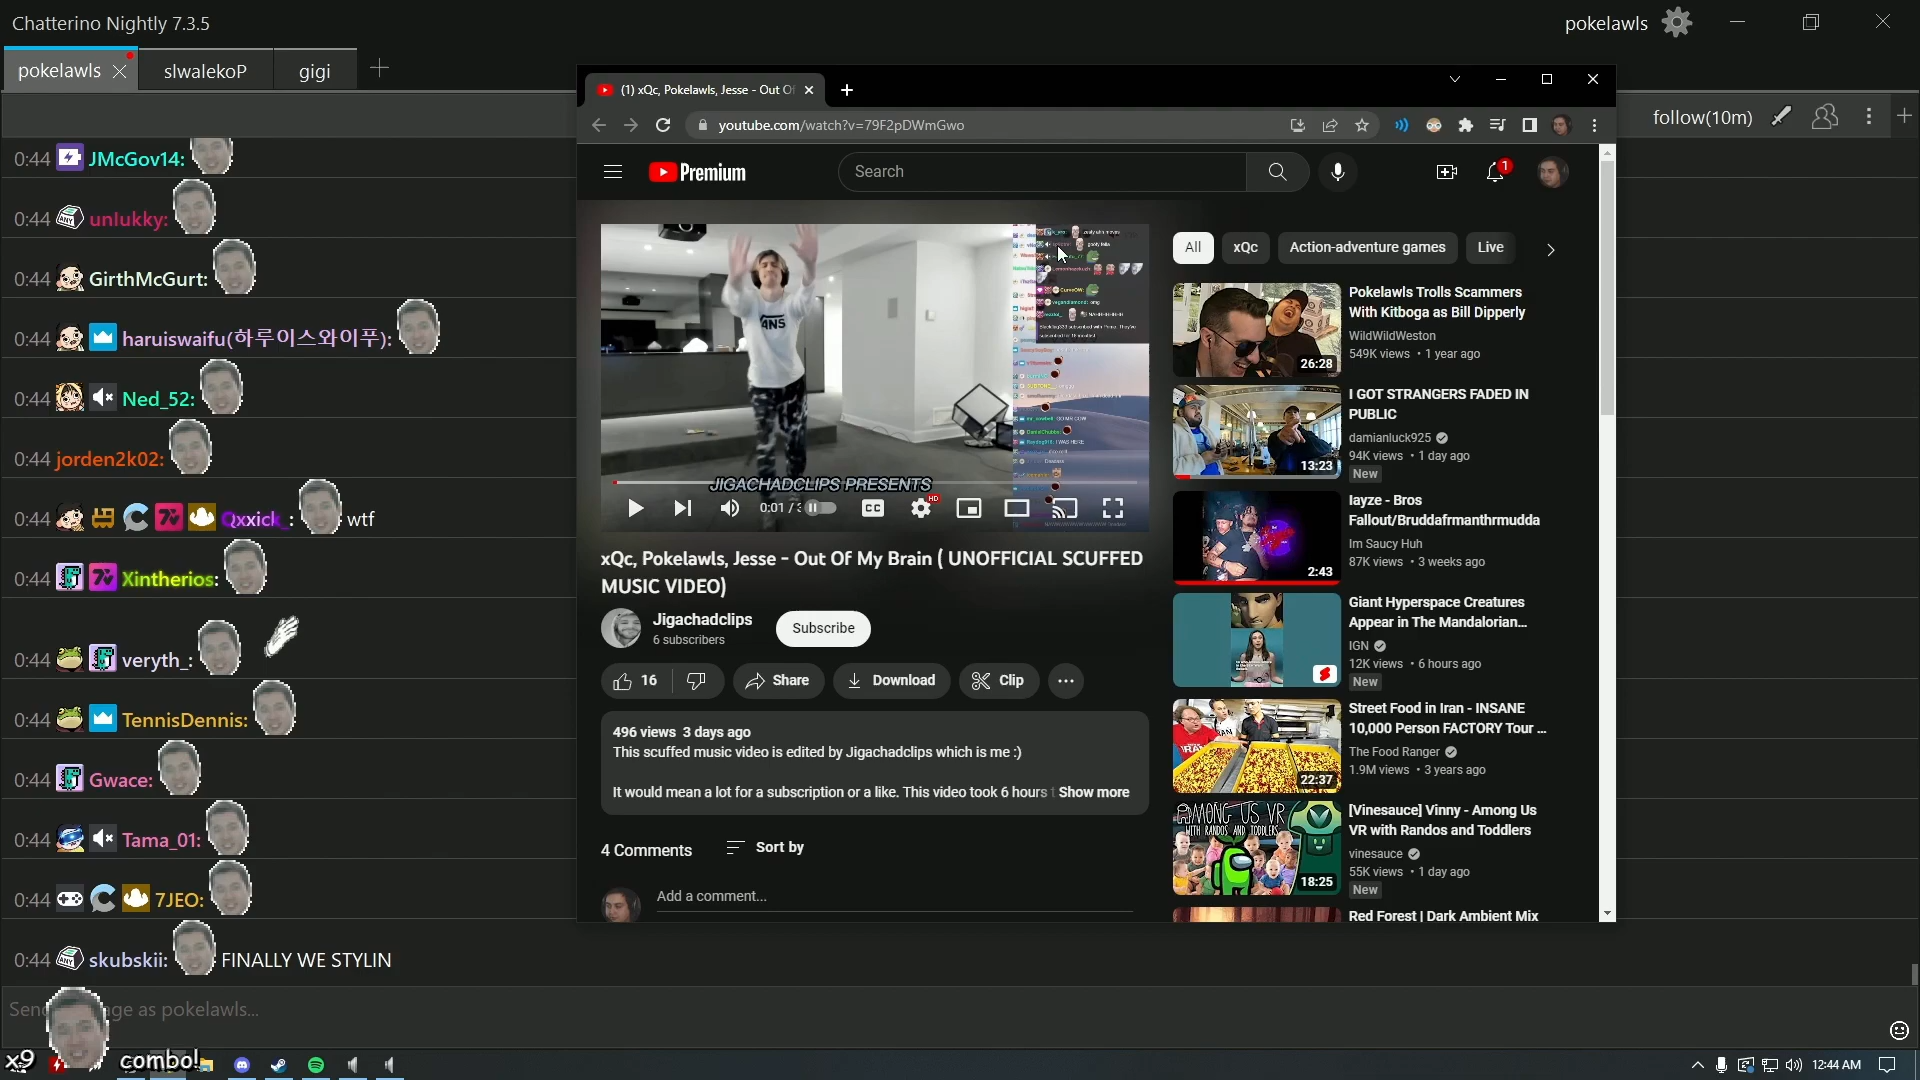 Chatterino Nightly 7.3.5
pokelawls
pokelawls
slwalekoP
gigi
follow(10m)
0:44 JMcGov14:
0:44 unlukky:
0:44 GirthMcGurt:
0:44 haruiswaifu(하루이스와이푸):
0:44 Ned_52:
0:44 jorden2k02:
0:44 Qxxick_: wtf
0:44 Xintherios:
0:44 veryth_:
0:44 TennisDennis:
0:44 Gwace:
0:44 Tama_01:
0:44 7JEO:
0:44 skubskii: FINALLY WE STYLIN
Send age as pokelawls...
x9 combo!
(1) xQc, Pokelawls, Jesse - Out O
youtube.com/watch?v=79F2pDWmGwo
Premium
Search
1
VANS
JIGACHADCLIPS PRESENTS
0:01 / 3
HD
xQc, Pokelawls, Jesse - Out Of My Brain ( UNOFFICIAL SCUFFED
MUSIC VIDEO)
Jigachadclips
6 subscribers
Subscribe
16
Share
Download
Clip
496 views 3 days ago
This scuffed music video is edited by Jigachadclips which is me :)
It would mean a lot for a subscription or a like. This video took 6 hours Show more
4 Comments
Sort by
Add a comment...
All
xQc
Action-adventure games
Live
Pokelawls Trolls Scammers
With Kitboga as Bill Dipperly
WildWildWeston
549K views • 1 year ago
26:28
I GOT STRANGERS FADED IN
PUBLIC
damianluck925
94K views • 1 day ago
New
13:23
Iayze - Bros
Fallout/Bruddafrmanthrmudda
Im Saucy Huh
87K views • 3 weeks ago
2:43
Giant Hyperspace Creatures
Appear in The Mandalorian...
IGN
12K views • 6 hours ago
New
Street Food in Iran - INSANE
10,000 Person FACTORY Tour ...
The Food Ranger
1.9M views • 3 years ago
22:37
[Vinesauce] Vinny - Among Us
VR with Randos and Toddlers
vinesauce
55K views • 1 day ago
New
AMONG US VR
WITH RANDOS AND TODDLERS
18:25
Red Forest | Dark Ambient Mix
12:44 AM